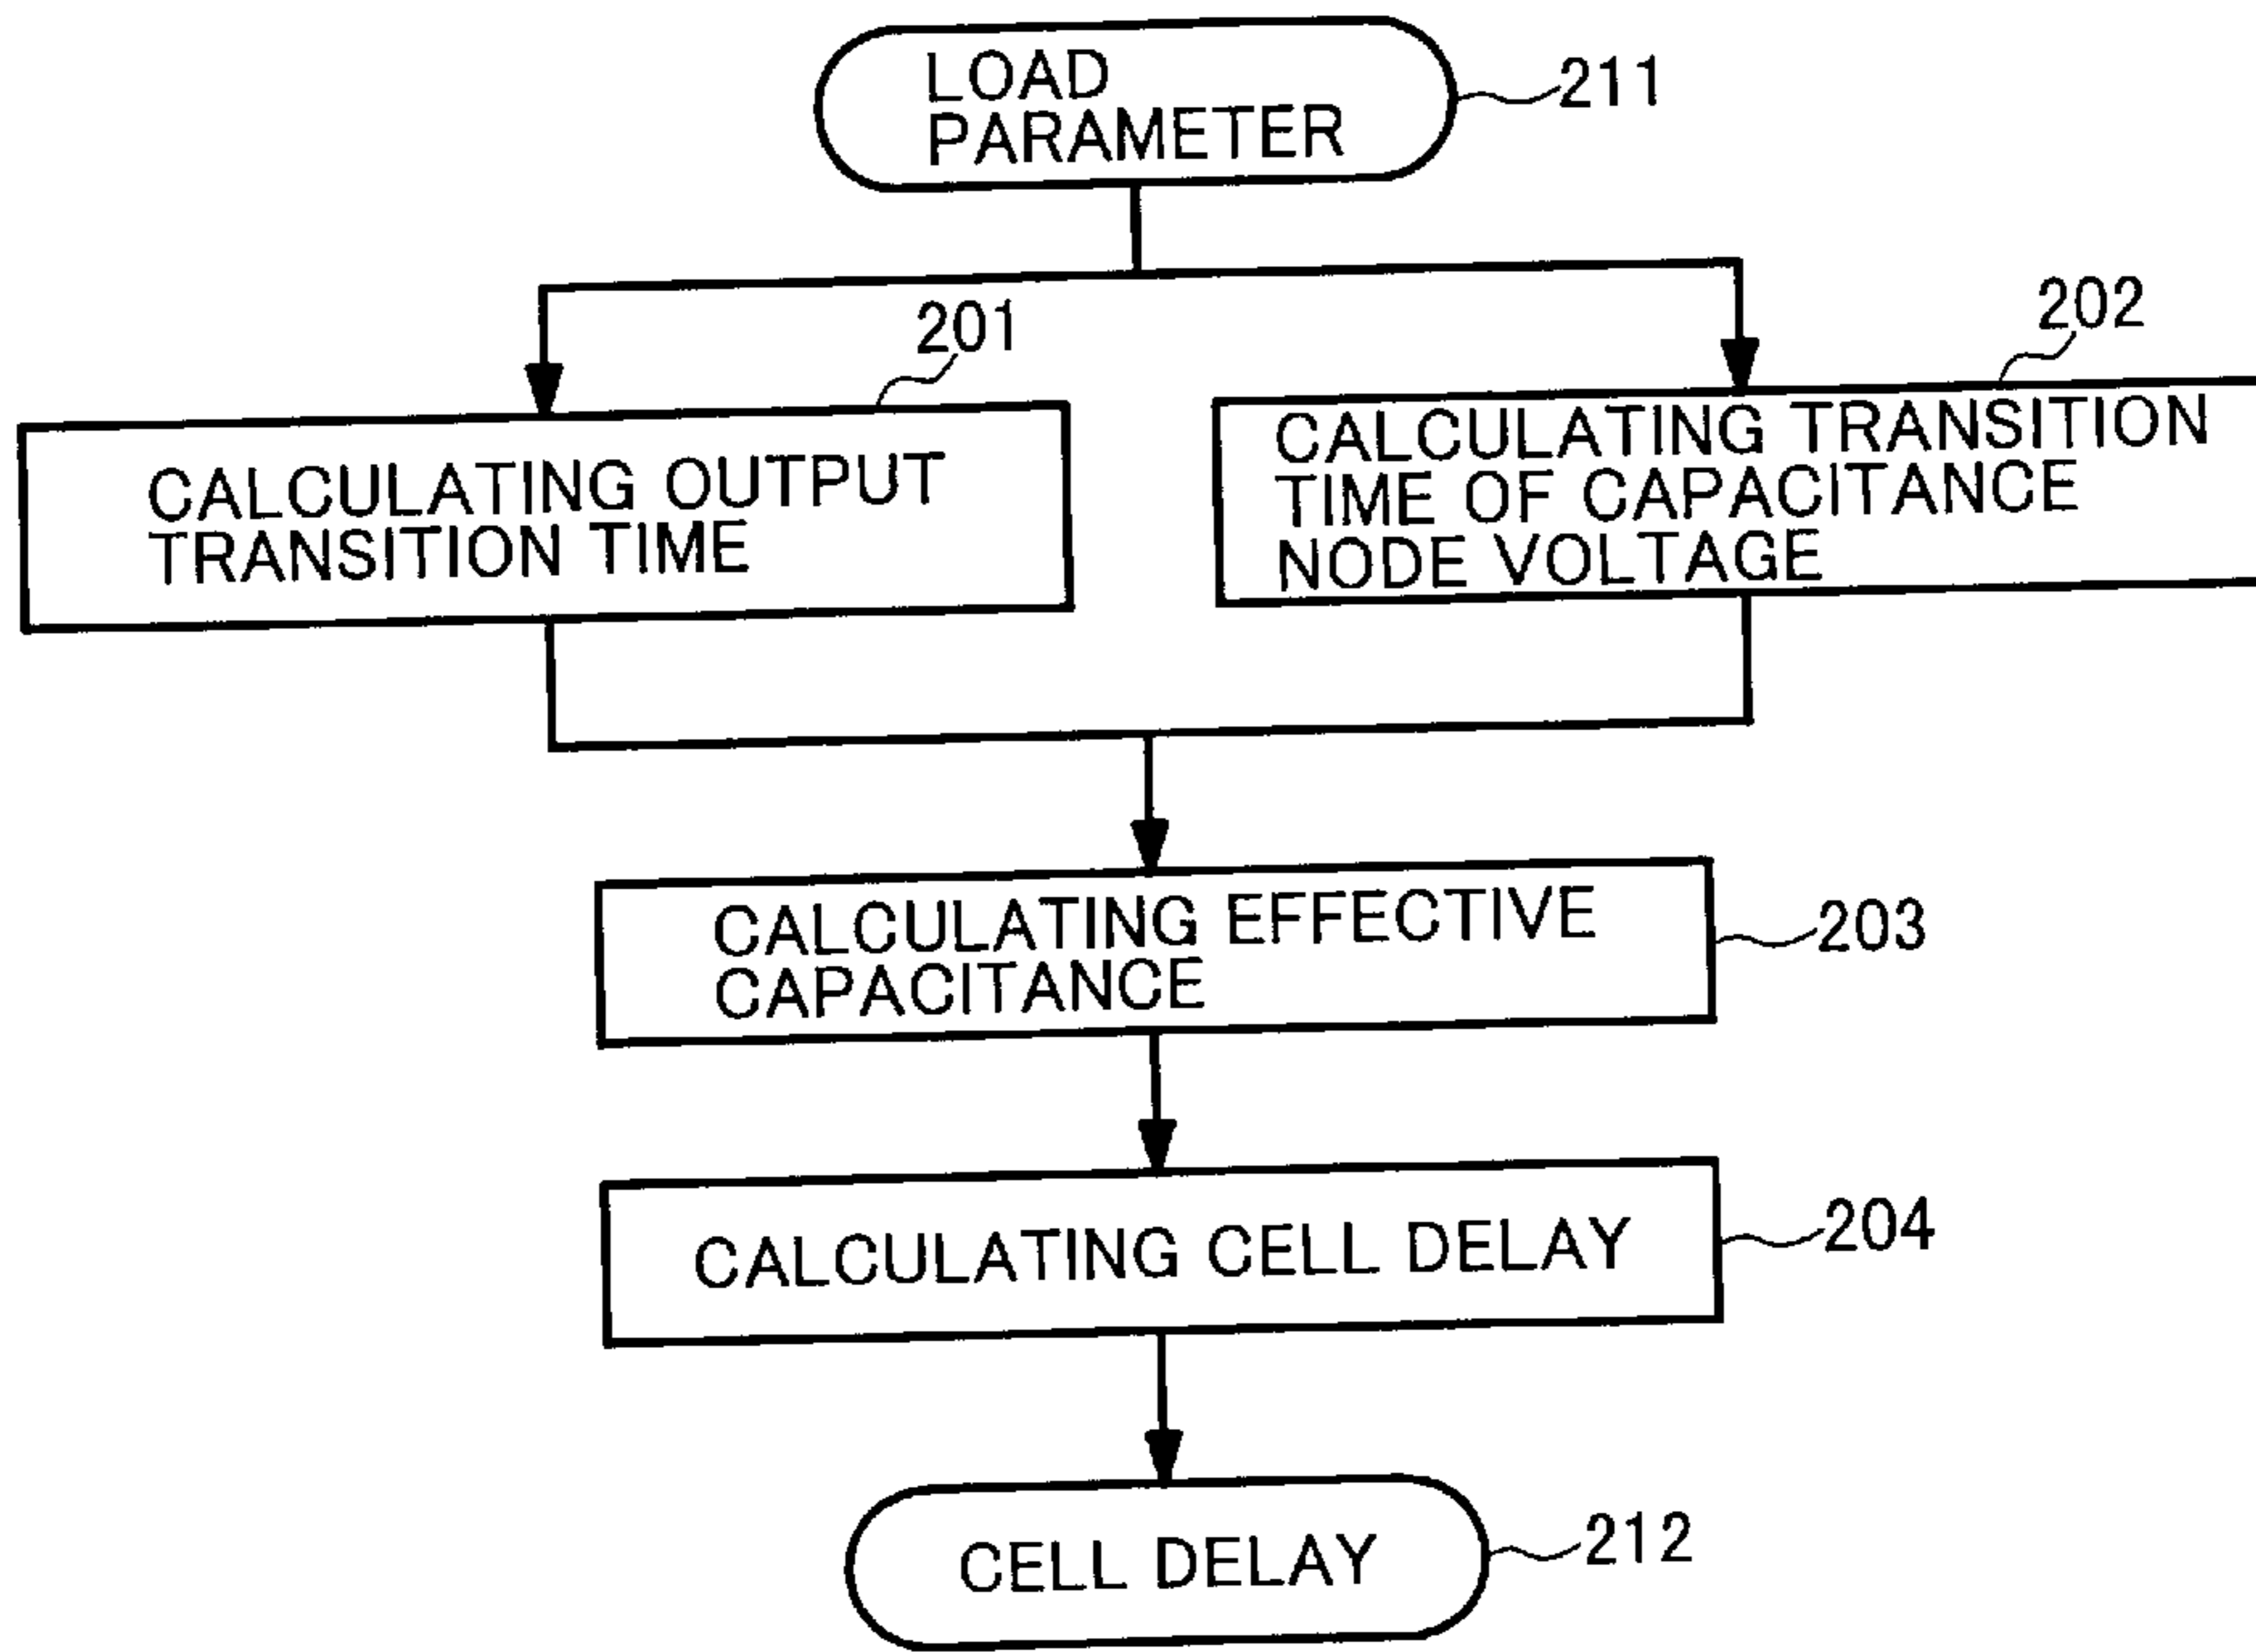 LOAD
PARAMETER
211
201
202
CALCULATING OUTPUT
TRANSITION TIME
CALCULATING TRANSITION
TIME OF CAPACITANCE
NODE VOLTAGE
CALCULATING EFFECTIVE
CAPACITANCE
203
CALCULATING CELL DELAY
204
CELL DELAY
212